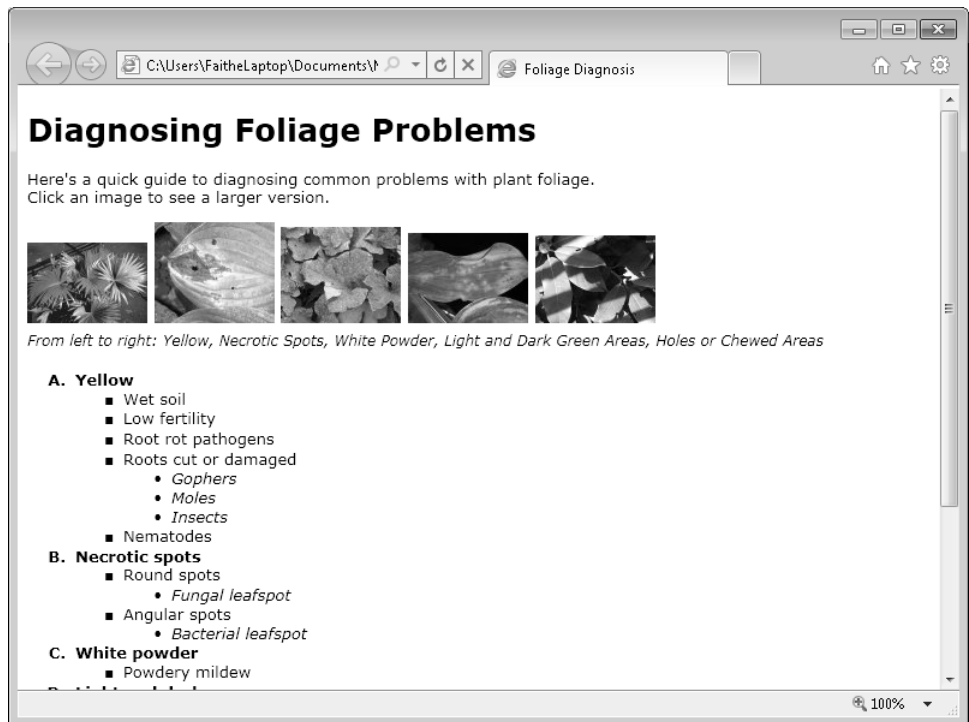 C:\Users\FaitheLaptop\Documents\
Foliage Diagnosis
Diagnosing Foliage Problems
Here's a quick guide to diagnosing common problems with plant foliage.
Click an image to see a larger version.
From left to right: Yellow, Necrotic Spots, White Powder, Light and Dark Green Areas, Holes or Chewed Areas
A. Yellow
▪ Wet soil
▪ Low fertility
▪ Root rot pathogens
▪ Roots cut or damaged
• Gophers
• Moles
• Insects
▪ Nematodes
B. Necrotic spots
▪ Round spots
• Fungal leafspot
▪ Angular spots
• Bacterial leafspot
C. White powder
▪ Powdery mildew
100%